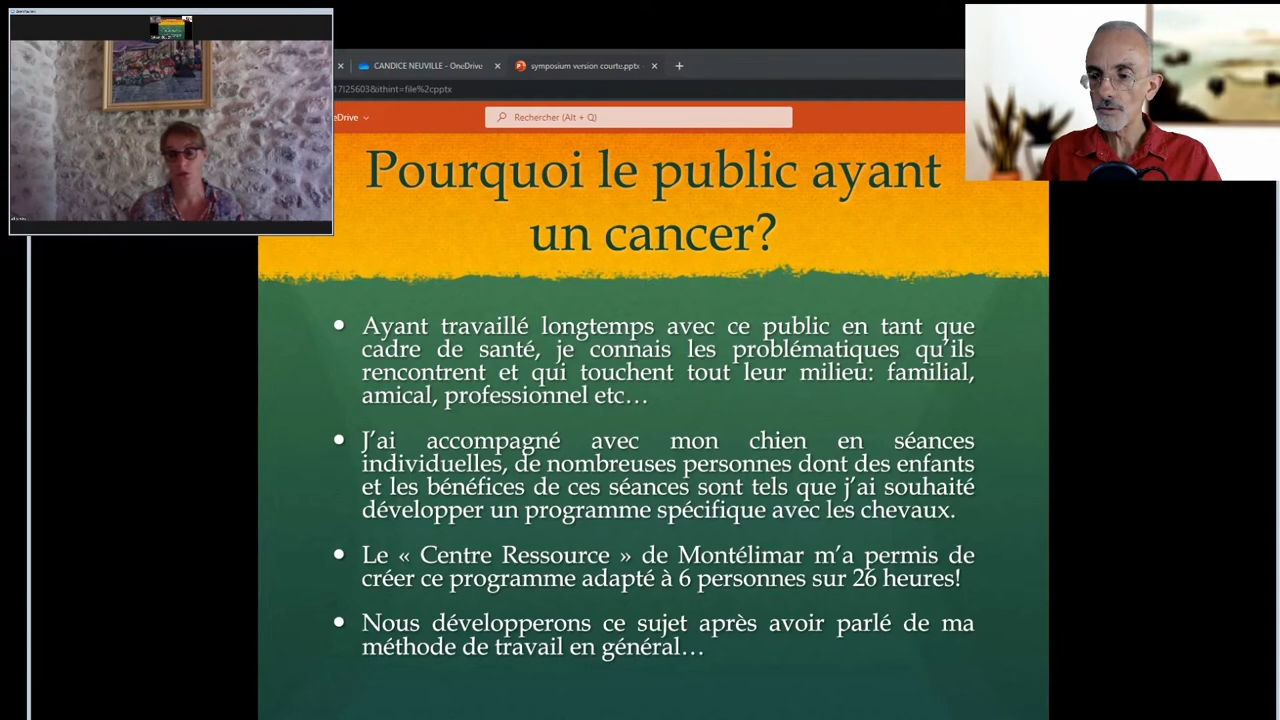 CANDICE NEUVILLE - OneDrive
symposium version courte.pptx
17125603&ithint=file%2cpptx
eDrive
Rechercher (Alt + Q)
Pourquoi le public ayant
un cancer?
• Ayant travaillé longtemps avec ce public en tant que
cadre de santé, je connais les problématiques qu’ils
rencontrent et qui touchent tout leur milieu: familial,
amical, professionnel etc…
• J’ai accompagné avec mon chien en séances
individuelles, de nombreuses personnes dont des enfants
et les bénéfices de ces séances sont tels que j’ai souhaité
développer un programme spécifique avec les chevaux.
• Le « Centre Ressource » de Montélimar m’a permis de
créer ce programme adapté à 6 personnes sur 26 heures!
• Nous développerons ce sujet après avoir parlé de ma
méthode de travail en général…